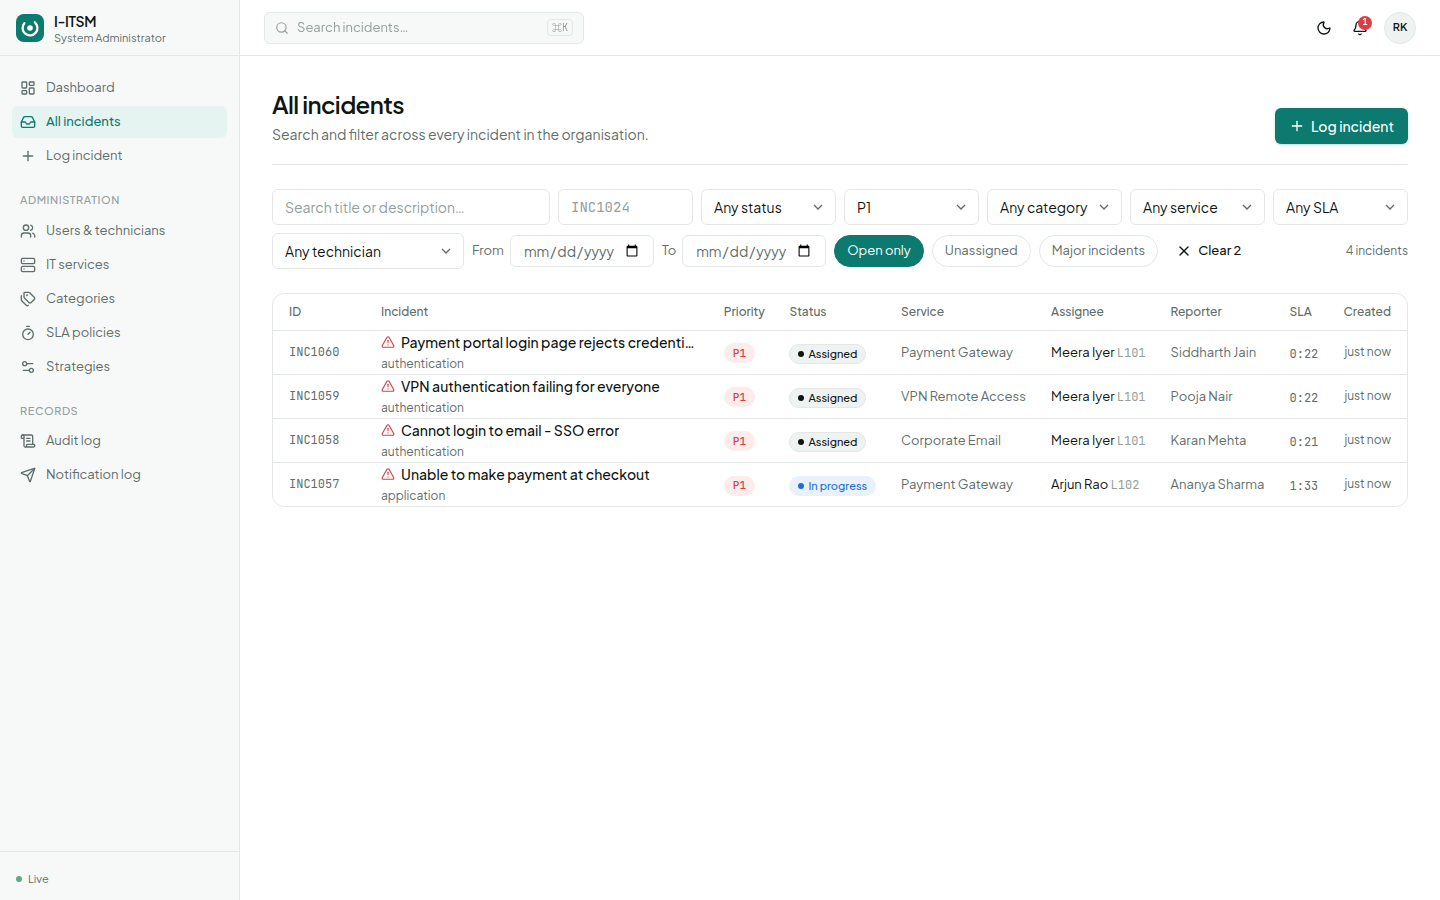 I-ITSM
System Administrator
Search incidents... ⌘K
1
RK
Dashboard
All incidents
Log incident
ADMINISTRATION
Users & technicians
IT services
Categories
SLA policies
Strategies
RECORDS
Audit log
Notification log
Live
All incidents
Search and filter across every incident in the organisation.
Log incident
Search title or description... INC1024 Any status P1 Any category Any service Any SLA
Any technician From mm/dd/yyyy To mm/dd/yyyy Open only Unassigned Major incidents Clear 2 4 incidents
ID Incident Priority Status Service Assignee Reporter SLA Created
INC1060 Payment portal login page rejects credenti... P1 Assigned Payment Gateway Meera Iyer L101 Siddharth Jain 0:22 just now
authentication
INC1059 VPN authentication failing for everyone P1 Assigned VPN Remote Access Meera Iyer L101 Pooja Nair 0:22 just now
authentication
INC1058 Cannot login to email - SSO error P1 Assigned Corporate Email Meera Iyer L101 Karan Mehta 0:21 just now
authentication
INC1057 Unable to make payment at checkout P1 In progress Payment Gateway Arjun Rao L102 Ananya Sharma 1:33 just now
application